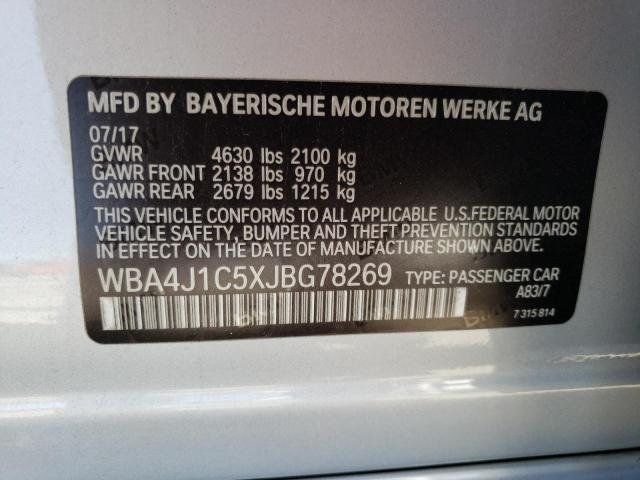 MFD BY BAYERISCHE MOTOREN WERKE AG
07/17
GVWR 4630 lbs 2100 kg
GAWR FRONT 2138 lbs 970 kg
GAWR REAR 2679 lbs 1215 kg
THIS VEHICLE CONFORMS TO ALL APPLICABLE U.S.FEDERAL MOTOR
VEHICLE SAFETY, BUMPER AND THEFT PREVENTION STANDARDS
IN EFFECT ON THE DATE OF MANUFACTURE SHOWN ABOVE.
WBA4J1C5XJBG78269 TYPE: PASSENGER CAR
A83/7
7 315 814